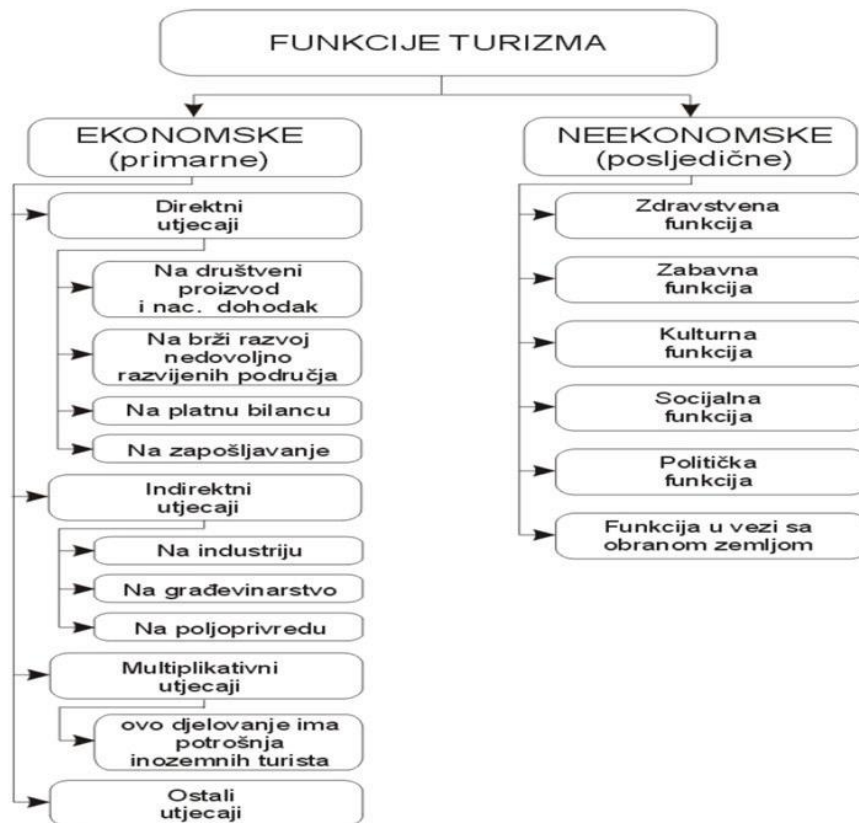 FUNKCIJE TURIZMA
EKONOMSKE
(primarne)
Direktni
utjecaji
Na društveni
proizvod
i nac. dohodak
Na brži razvoj
nedovoljno
razvijenih područja
Na platnu bilancu
Na zapošljavanje
Indirektni
utjecaji
Na industriju
Na građevinarstvo
Na poljoprivredu
Multiplikativni
utjecaji
ovo djelovanje ima
potrošnja
inozemnih turista
Ostali
utjecaji
NEEKONOMSKE
(posljedične)
Zdravstvena
funkcija
Zabavna
funkcija
Kulturna
funkcija
Socijalna
funkcija
Politička
funkcija
Funkcija u vezi sa
obranom zemljom